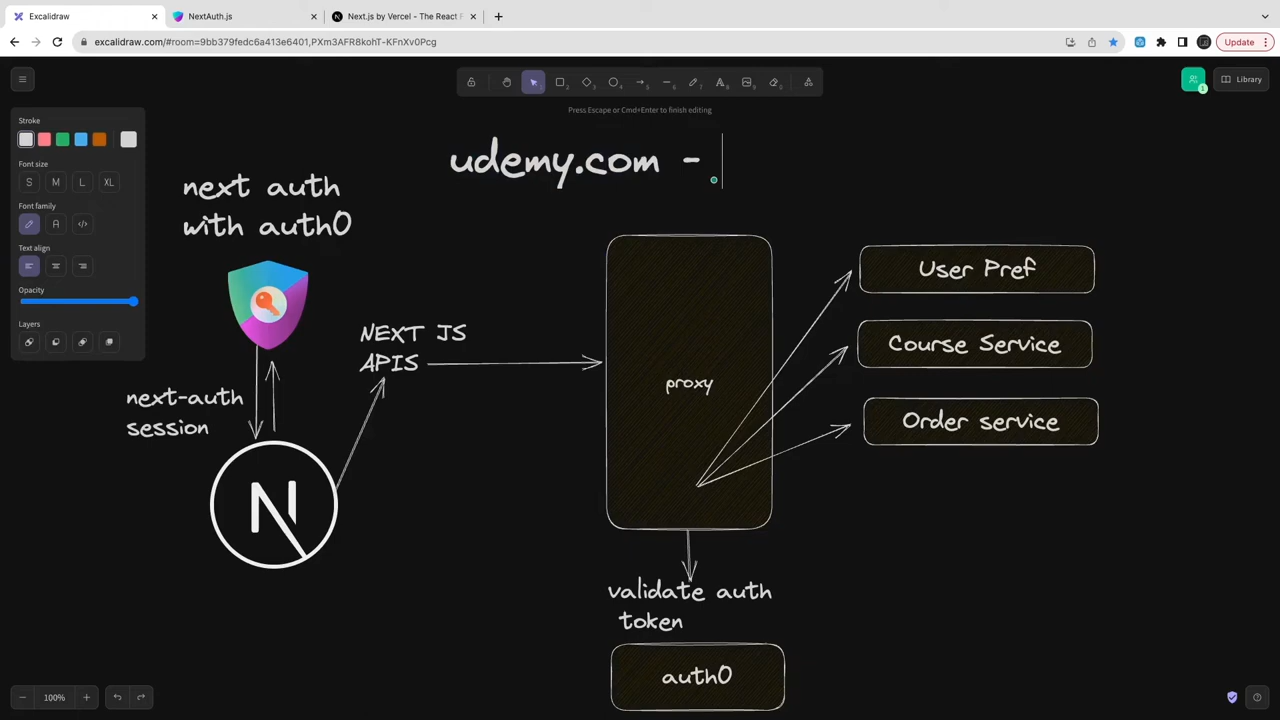 Excalidraw
NextAuth.js
Next.js by Vercel - The React F
excalidraw.com/#room=9bb379fedc6a413e6401,PXm3AFR8kohT-KFnXv0Pcg
Update
Library
1
Press Escape or Cmd+Enter to finish editing
Stroke
Font size
S M L XL
Font family
A
Text align
Opacity
Layers
udemy.com -
next auth
with auth0
next-auth
session
NEXT JS
APIS
proxy
User Pref
Course Service
Order service
validate auth
token
auth0
100%